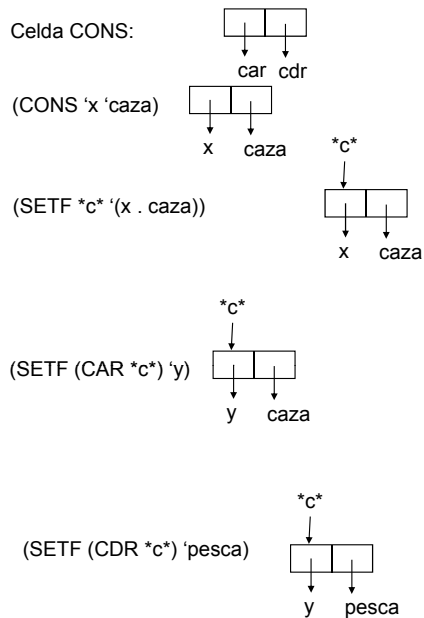 Celda CONS:
car cdr
(CONS ‘x ‘caza)
x caza
*c*
(SETF *c* ‘(x . caza))
x caza
*c*
(SETF (CAR *c*) ‘y)
y caza
*c*
(SETF (CDR *c*) ‘pesca)
y pesca